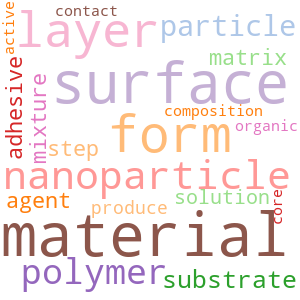 contact
active
layer
particle
surface
matrix
adhesive
mixture
composition
form
organic
step
nanoparticle
agent
solution
produce
core
material
polymer
substrate